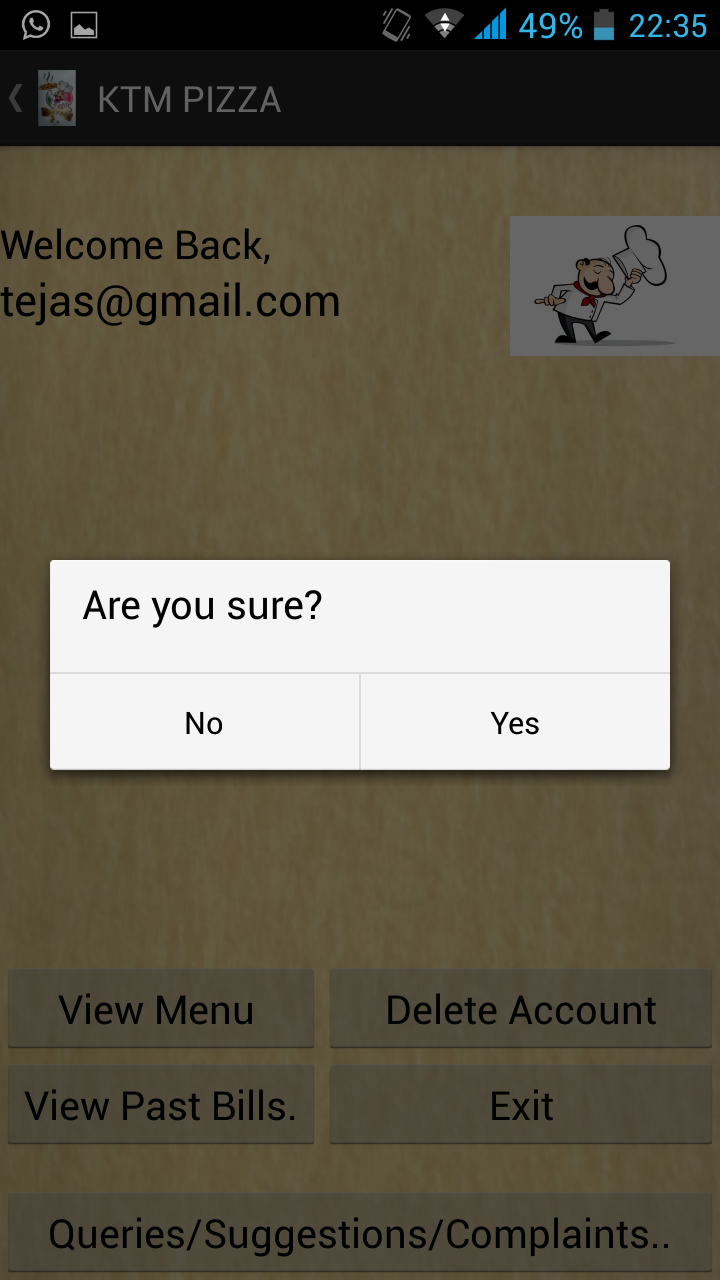 49% 22:35
KTM PIZZA
Welcome Back,
tejas@gmail.com
Are you sure?
No Yes
View Menu Delete Account
View Past Bills. Exit
Queries/Suggestions/Complaints..